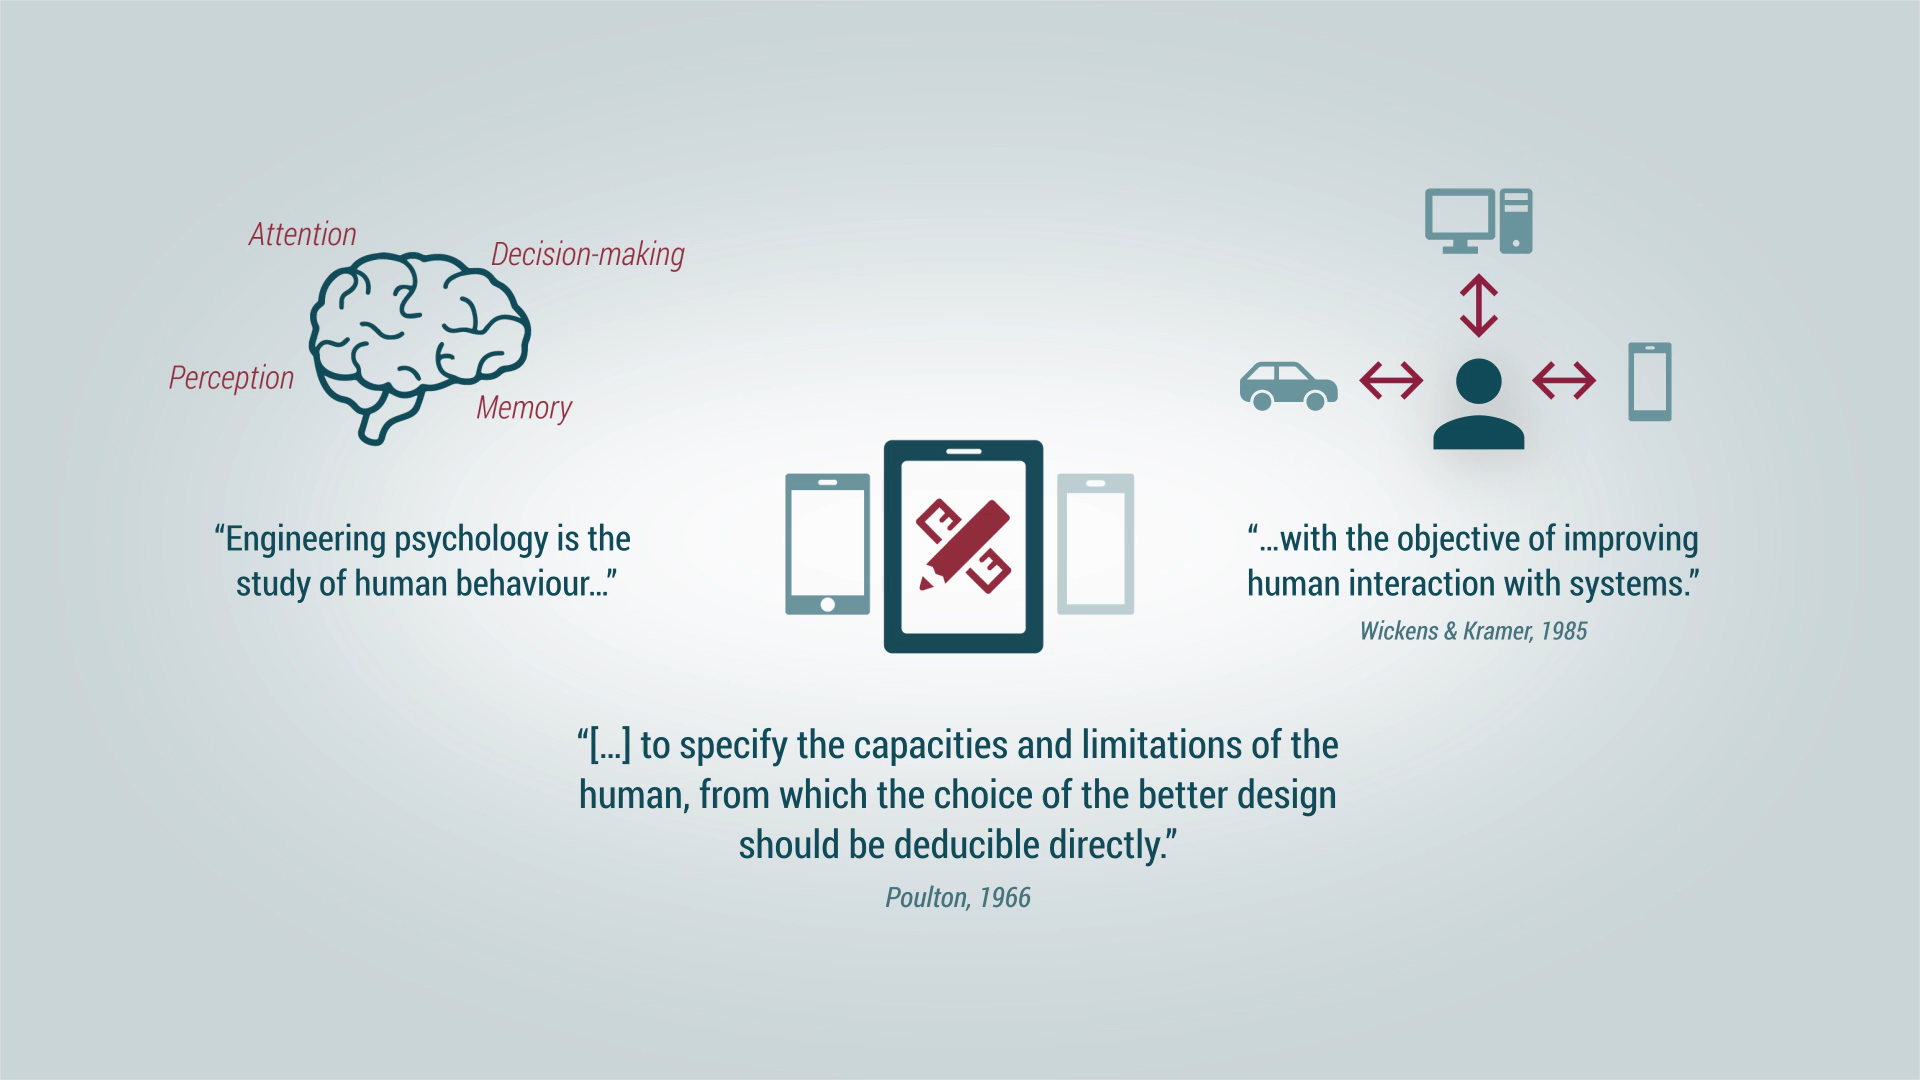 Attention
Decision-making
Perception
Memory
“Engineering psychology is the
study of human behaviour...”
“...with the objective of improving
human interaction with systems.”
Wickens & Kramer, 1985
“[...] to specify the capacities and limitations of the
human, from which the choice of the better design
should be deducible directly.”
Poulton, 1966